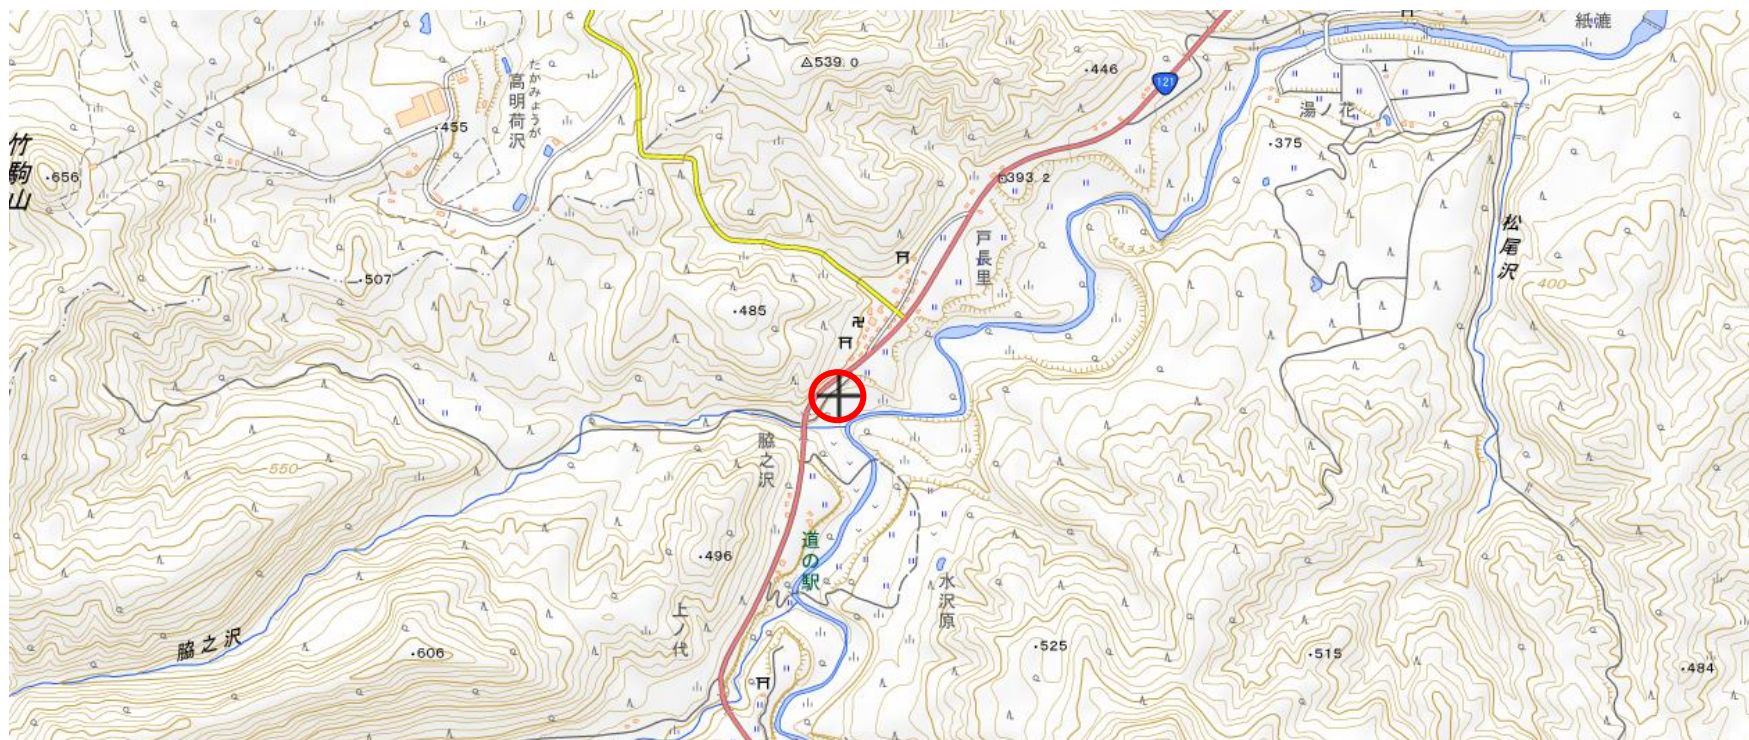 紙漉
539.0
446
121
たかみょうが
高明荷沢
湯ノ花
455
375
竹駒山
656
393.2
戸長里
松尾沢
507
400
485
脇之沢
550
496
道の駅
水沢原
上ノ代
脇之沢
606
525
515
484